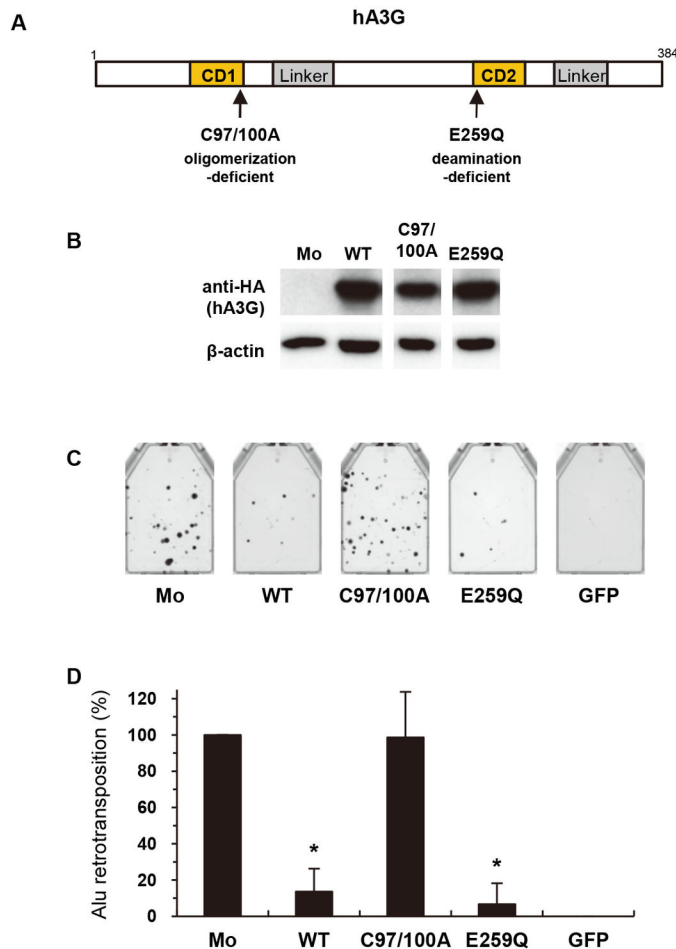 A
hA3G
1
384
CD1
Linker
CD2
Linker
C97/100A
E259Q
oligomerization
-deficient
deamination
-deficient
B
Mo
WT
C97/
100A
E259Q
anti-HA
(hA3G)
β-actin
C
Mo
WT
C97/100A
E259Q
GFP
D
Alu retrotransposition (%)
120
100
80
60
40
20
0
*
*
Mo
WT
C97/100A
E259Q
GFP